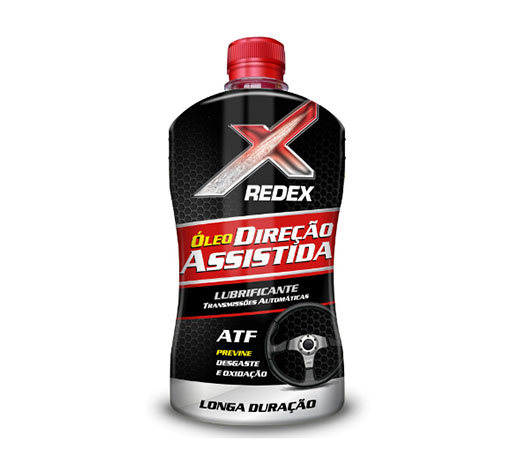 X
REDEX
ÓLEO DIREÇÃO
ASSISTIDA
LUBRIFICANTE
TRANSMISSÕES AUTOMÁTICAS
ATF
PREVINE
DESGASTE
E OXIDAÇÃO
LONGA DURAÇÃO